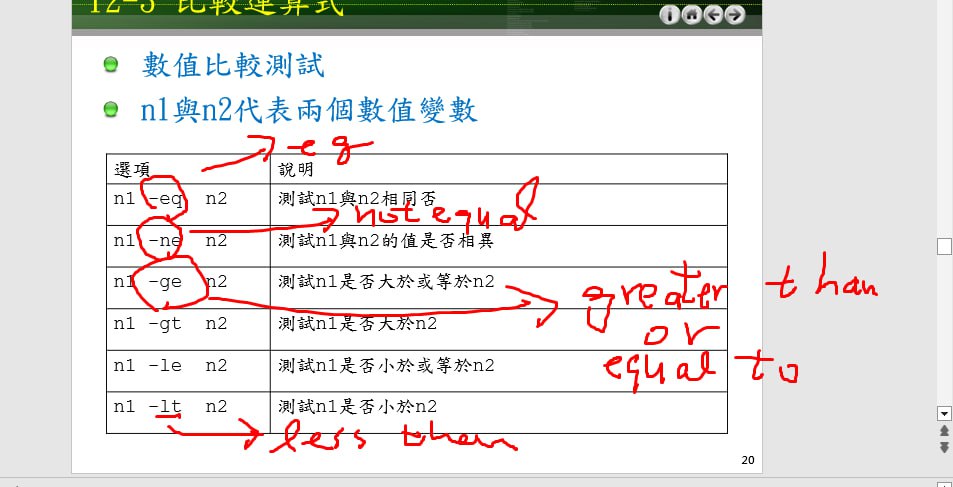 12-3 比較運算式
數值比較測試
n1與n2代表兩個數值變數
eq
選項 說明
n1 -eq n2 測試n1與n2相同否
not equal
n1 -ne n2 測試n1與n2的值是否相異
n1 -ge n2 測試n1是否大於或等於n2
greater than
or
equal to
n1 -gt n2 測試n1是否大於n2
n1 -le n2 測試n1是否小於或等於n2
n1 -lt n2 測試n1是否小於n2
less than
20